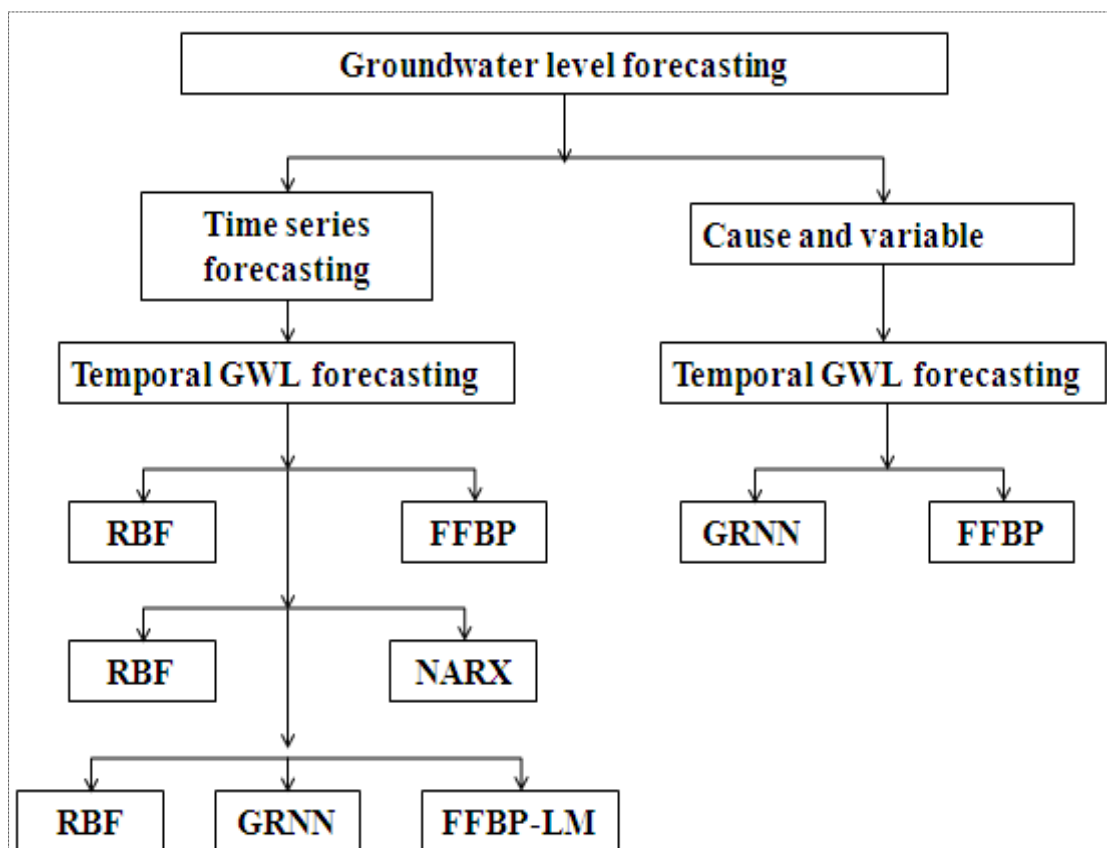 Groundwater level forecasting
Time series
forecasting
Cause and variable
Temporal GWL forecasting
Temporal GWL forecasting
RBF
FFBP
GRNN
FFBP
RBF
NARX
RBF
GRNN
FFBP-LM